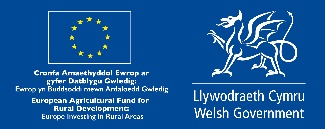 Cronfa Amaethyddol Ewrop ar
gyfer Datblygu Gwledig:
Ewrop yn Buddsoddi mewn Ardaloedd Gwledig
European Agricultural Fund for
Rural Development:
Europe Investing in Rural Areas
Llywodraeth Cymru
Welsh Government